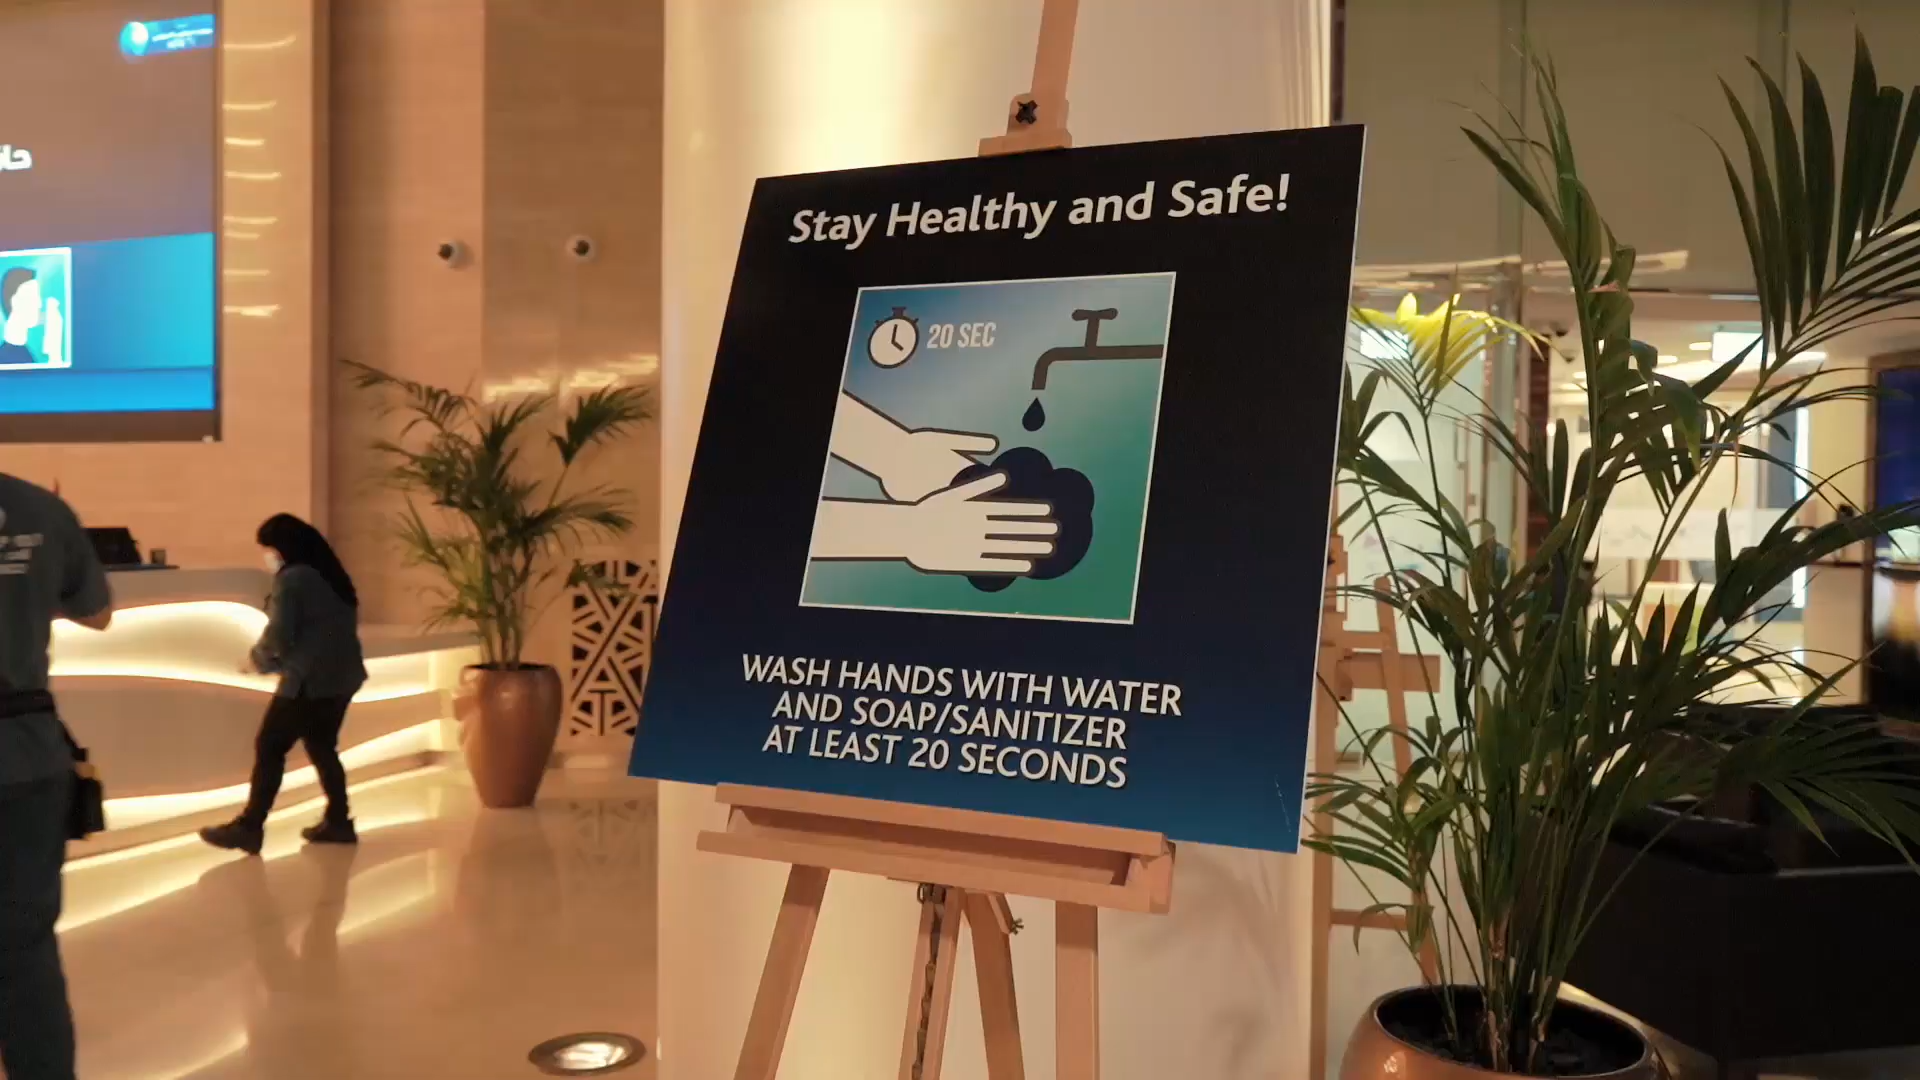 Stay Healthy and Safe!
20 SEC
WASH HANDS WITH WATER
AND SOAP/SANITIZER
AT LEAST 20 SECONDS